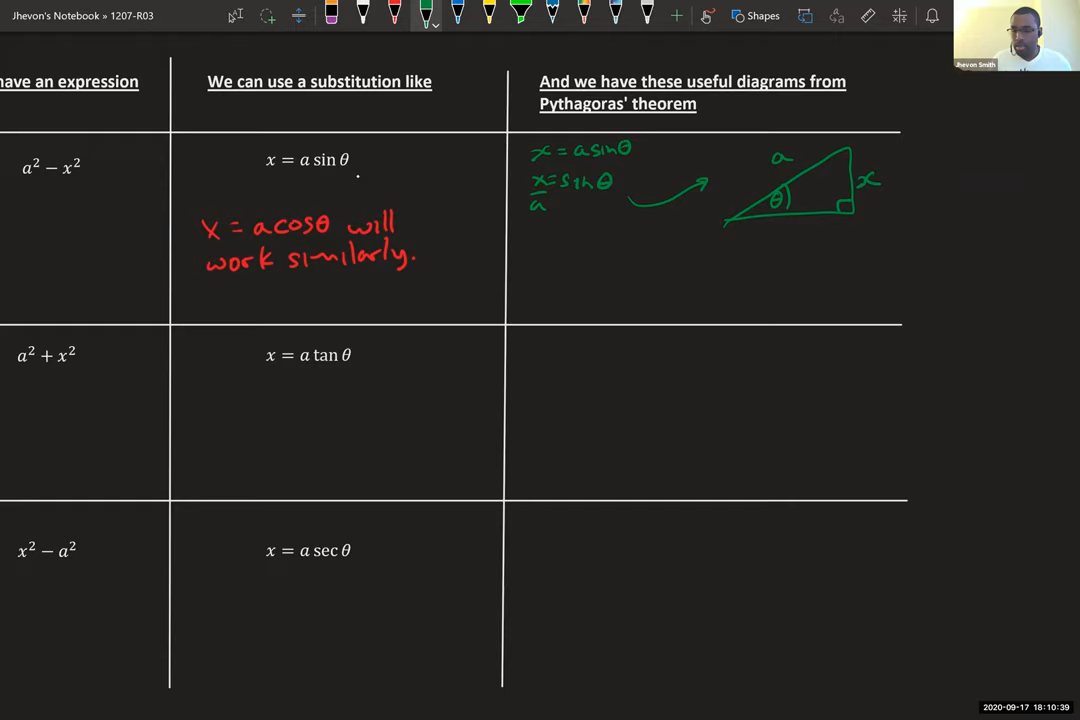 Jhevon's Notebook » 1207-R03
Shapes
Jhevon Smith
have an expression
We can use a substitution like
And we have these useful diagrams from
Pythagoras' theorem
a² − x²
x = a sin θ
x = a cosθ will
work similarly.
x = a sinθ
x/a = sin θ
a
x
θ
a² + x²
x = a tan θ
x² − a²
x = a sec θ
2020-09-17 18:10:39